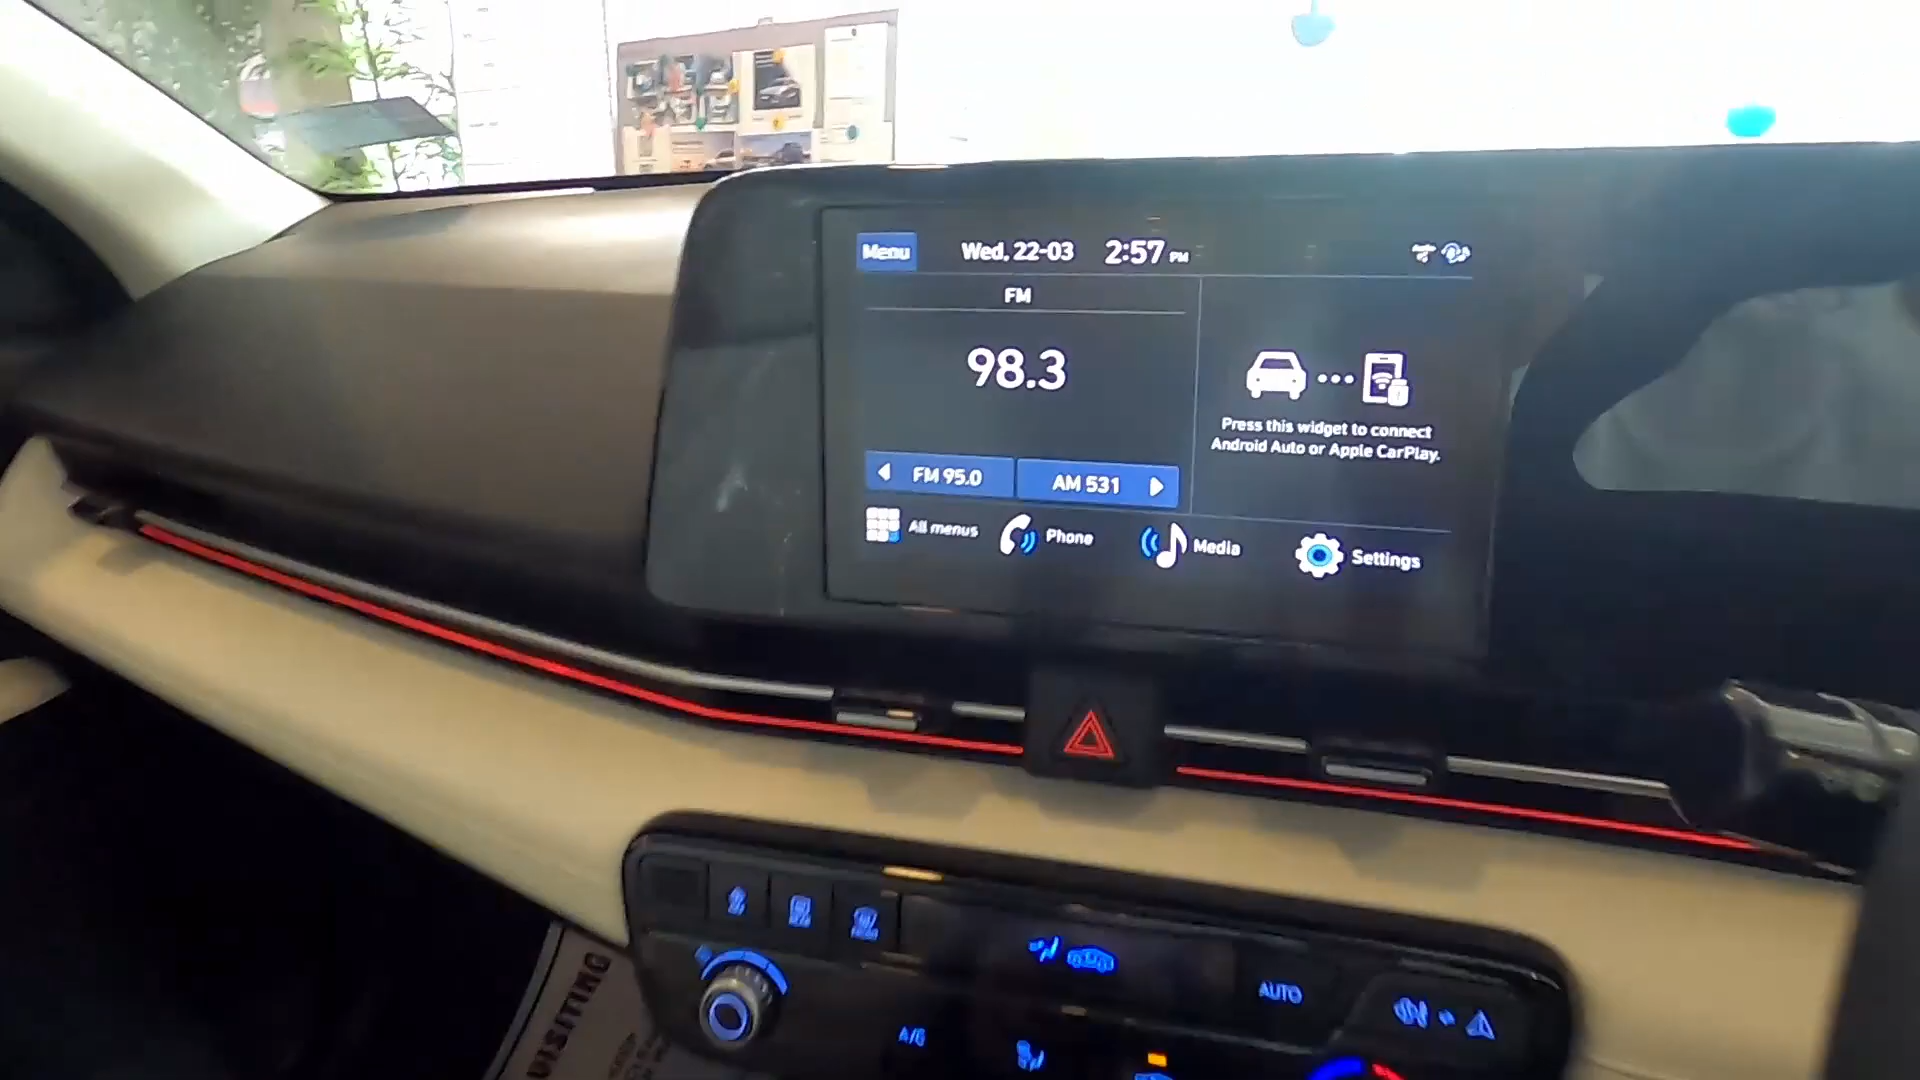 Menu Wed, 22-03 2:57 PM
FM
98.3
FM 95.0 AM 531
Press this widget to connect
Android Auto or Apple CarPlay.
All menus Phone Media Settings
AUTO
A/C